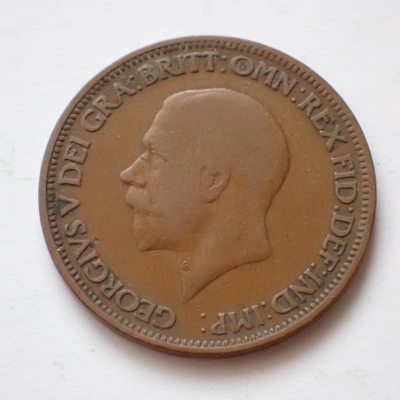 GEORGIVS V DEI GRA: BRITT: OMN: REX FID: DEF: IND: IMP: